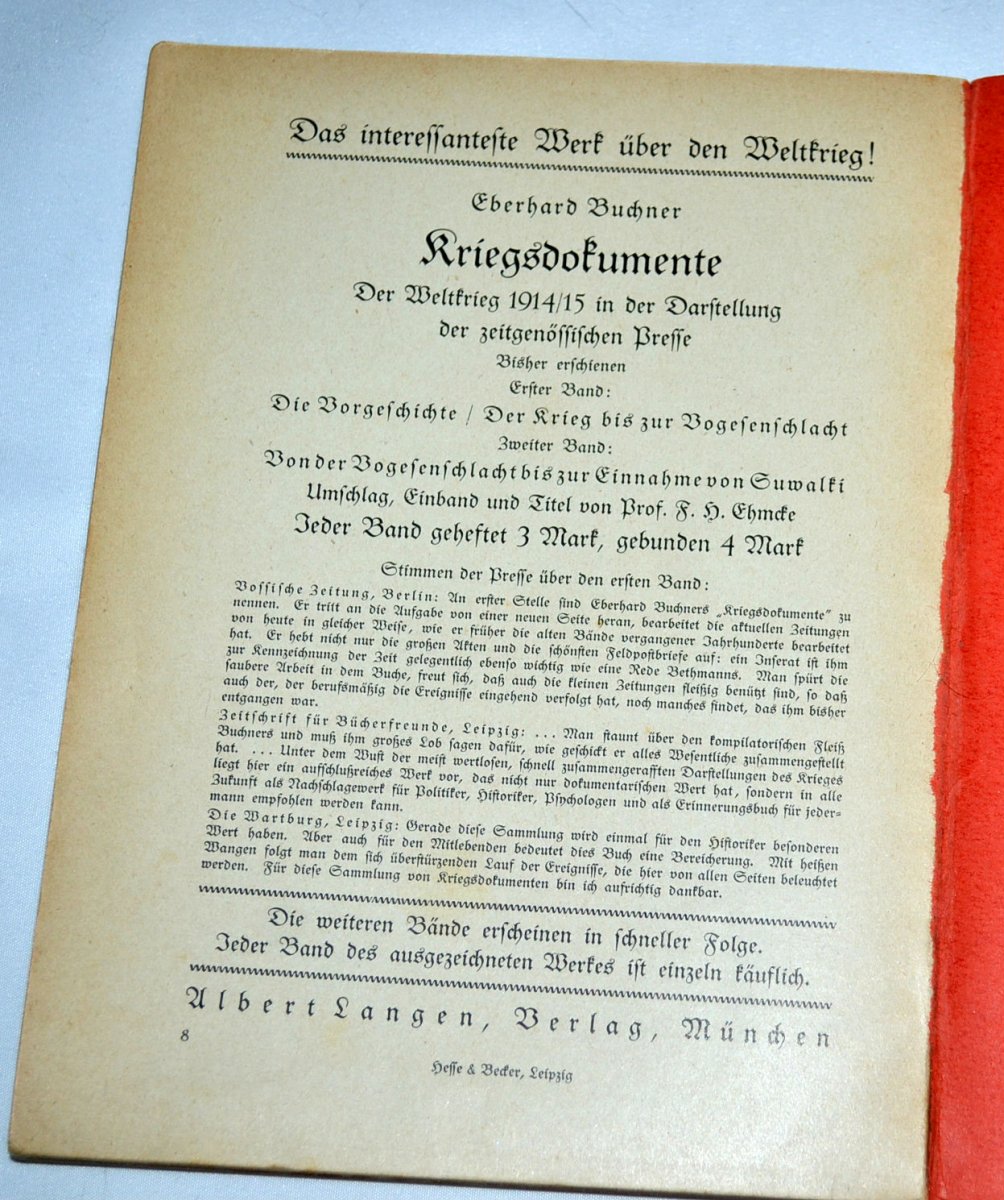 Das interessanteste Werk über den Weltkrieg!
Eberhard Buchner
Kriegsdokumente
Der Weltkrieg 1914/15 in der Darstellung
der zeitgenössischen Presse
Bisher erschienen
Erster Band:
Die Vorgeschichte / Der Krieg bis zur Vogesenschlacht
Zweiter Band:
Von der Vogesenschlacht bis zur Einnahme von Suwalki
Umschlag, Einband und Titel von Prof. F. H. Ehmcke
Jeder Band geheftet 3 Mark, gebunden 4 Mark
Stimmen der Presse über den ersten Band:
Vossische Zeitung, Berlin: An erster Stelle sind Eberhard Buchners „Kriegsdokumente" zu
nennen. Er tritt an die Aufgabe von einer neuen Seite heran, bearbeitet die aktuellen Zeitungen
von heute in gleicher Weise, wie er früher die alten Bände vergangener Jahrhunderte bearbeitet
hat. Er hebt nicht nur die großen Akten und die schönsten Feldpostbriefe auf: ein Inserat ist ihm
zur Kennzeichnung der Zeit gelegentlich ebenso wichtig wie eine Rede Bethmanns. Man spürt die
saubere Arbeit in dem Buche, freut sich, daß auch die kleinen Zeitungen fleißig benützt sind, so daß
auch der, der berufsmäßig die Ereignisse eingehend verfolgt hat, noch manches findet, das ihm bisher
entgangen war.
Zeitschrift für Bücherfreunde, Leipzig: ... Man staunt über den kompilatorischen Fleiß
Buchners und muß ihm großes Lob sagen dafür, wie geschickt er alles Wesentliche zusammengestellt
hat. ... Unter dem Wust der meist wertlosen, schnell zusammengerafften Darstellungen des Krieges
liegt hier ein aufschlußreiches Werk vor, das nicht nur dokumentarischen Wert hat, sondern in alle
Zukunft als Nachschlagewerk für Politiker, Historiker, Psychologen und als Erinnerungsbuch für jeder-
mann empfohlen werden kann.
Die Wartburg, Leipzig: Gerade diese Sammlung wird einmal für den Historiker besonderen
Wert haben. Aber auch für den Mitlebenden bedeutet dies Buch eine Bereicherung. Mit heißen
Wangen folgt man dem sich überstürzenden Lauf der Ereignisse, die hier von allen Seiten beleuchtet
werden. Für diese Sammlung von Kriegsdokumenten bin ich aufrichtig dankbar.
Die weiteren Bände erscheinen in schneller Folge.
Jeder Band des ausgezeichneten Werkes ist einzeln käuflich.
Albert Langen, Verlag, München
8
Hesse & Becker, Leipzig